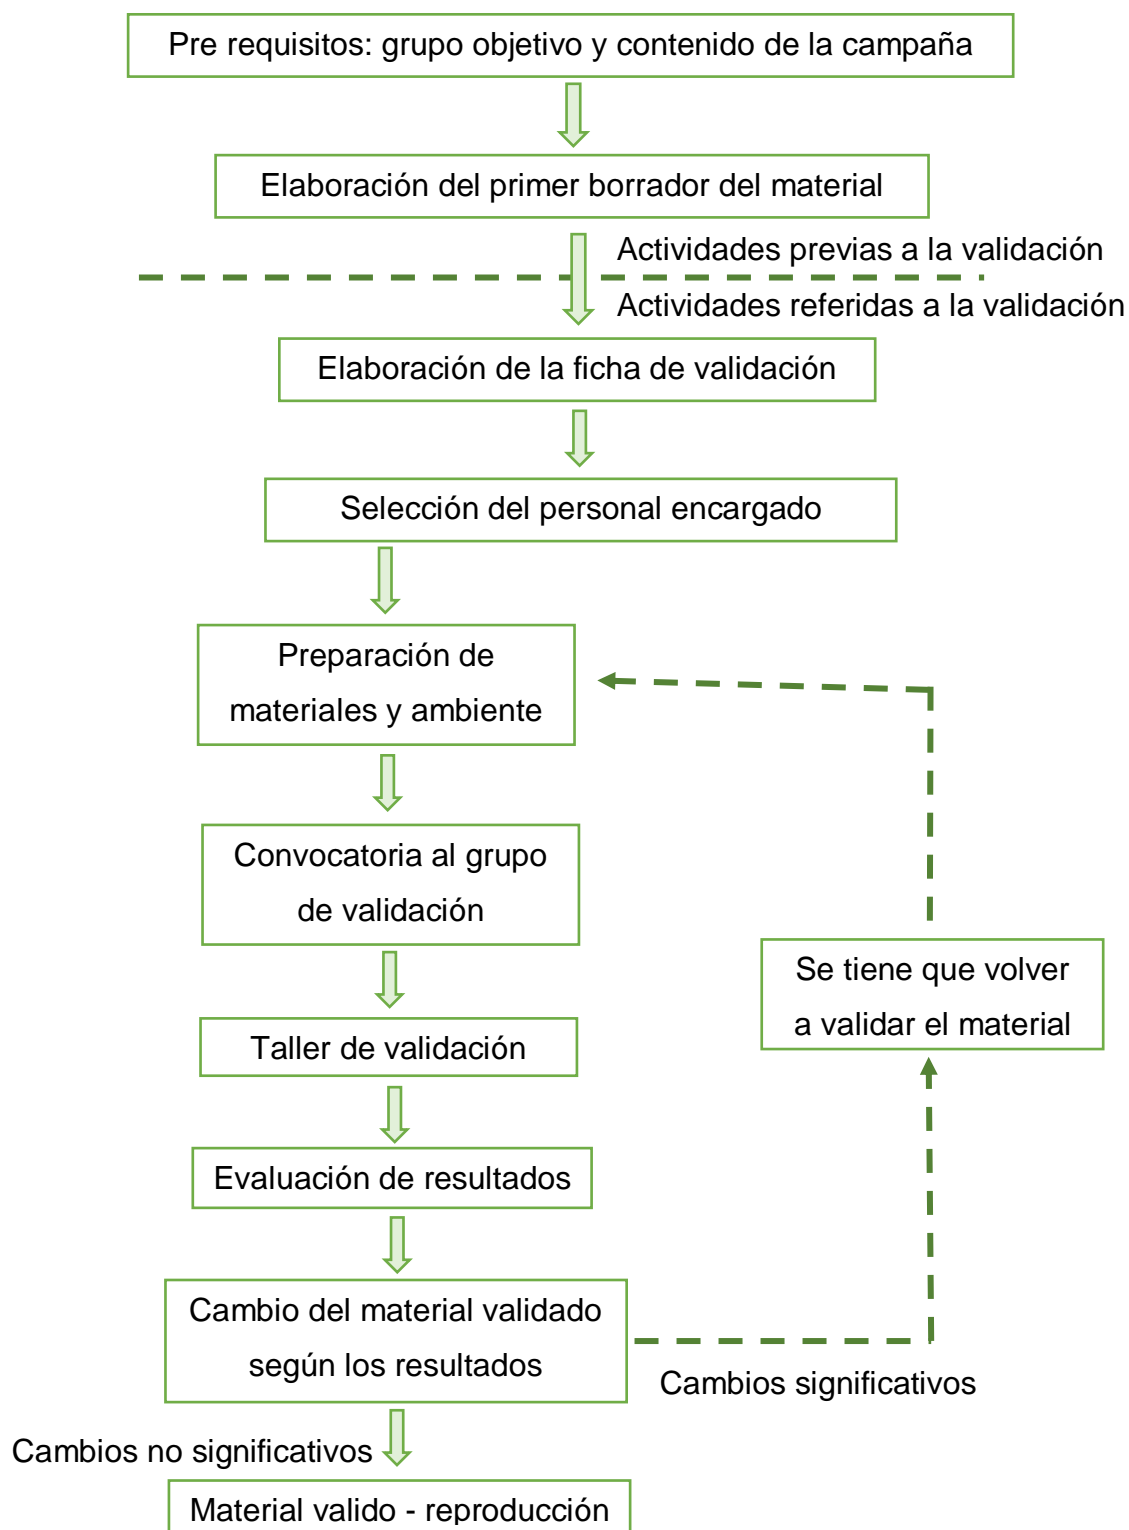 Pre requisitos: grupo objetivo y contenido de la campaña
Elaboración del primer borrador del material
Actividades previas a la validación
Actividades referidas a la validación
Elaboración de la ficha de validación
Selección del personal encargado
Preparación de
materiales y ambiente
Convocatoria al grupo
de validación
Se tiene que volver
a validar el material
Taller de validación
Evaluación de resultados
Cambio del material validado
según los resultados
Cambios significativos
Cambios no significativos
Material valido - reproducción